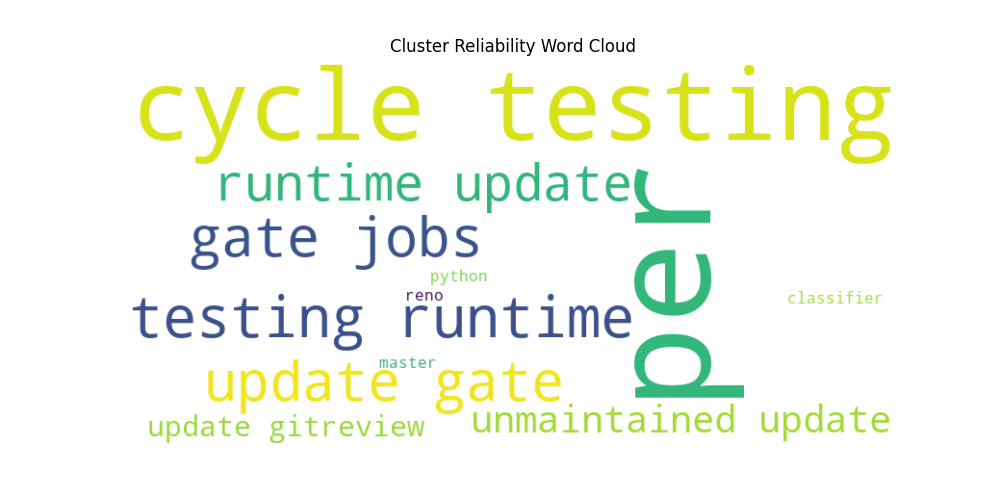 Cluster Reliability Word Cloud
cycle testing
runtime update
per
gate jobs
python
reno
classifier
testing runtime
master
update gate
update gitreview
unmaintained update